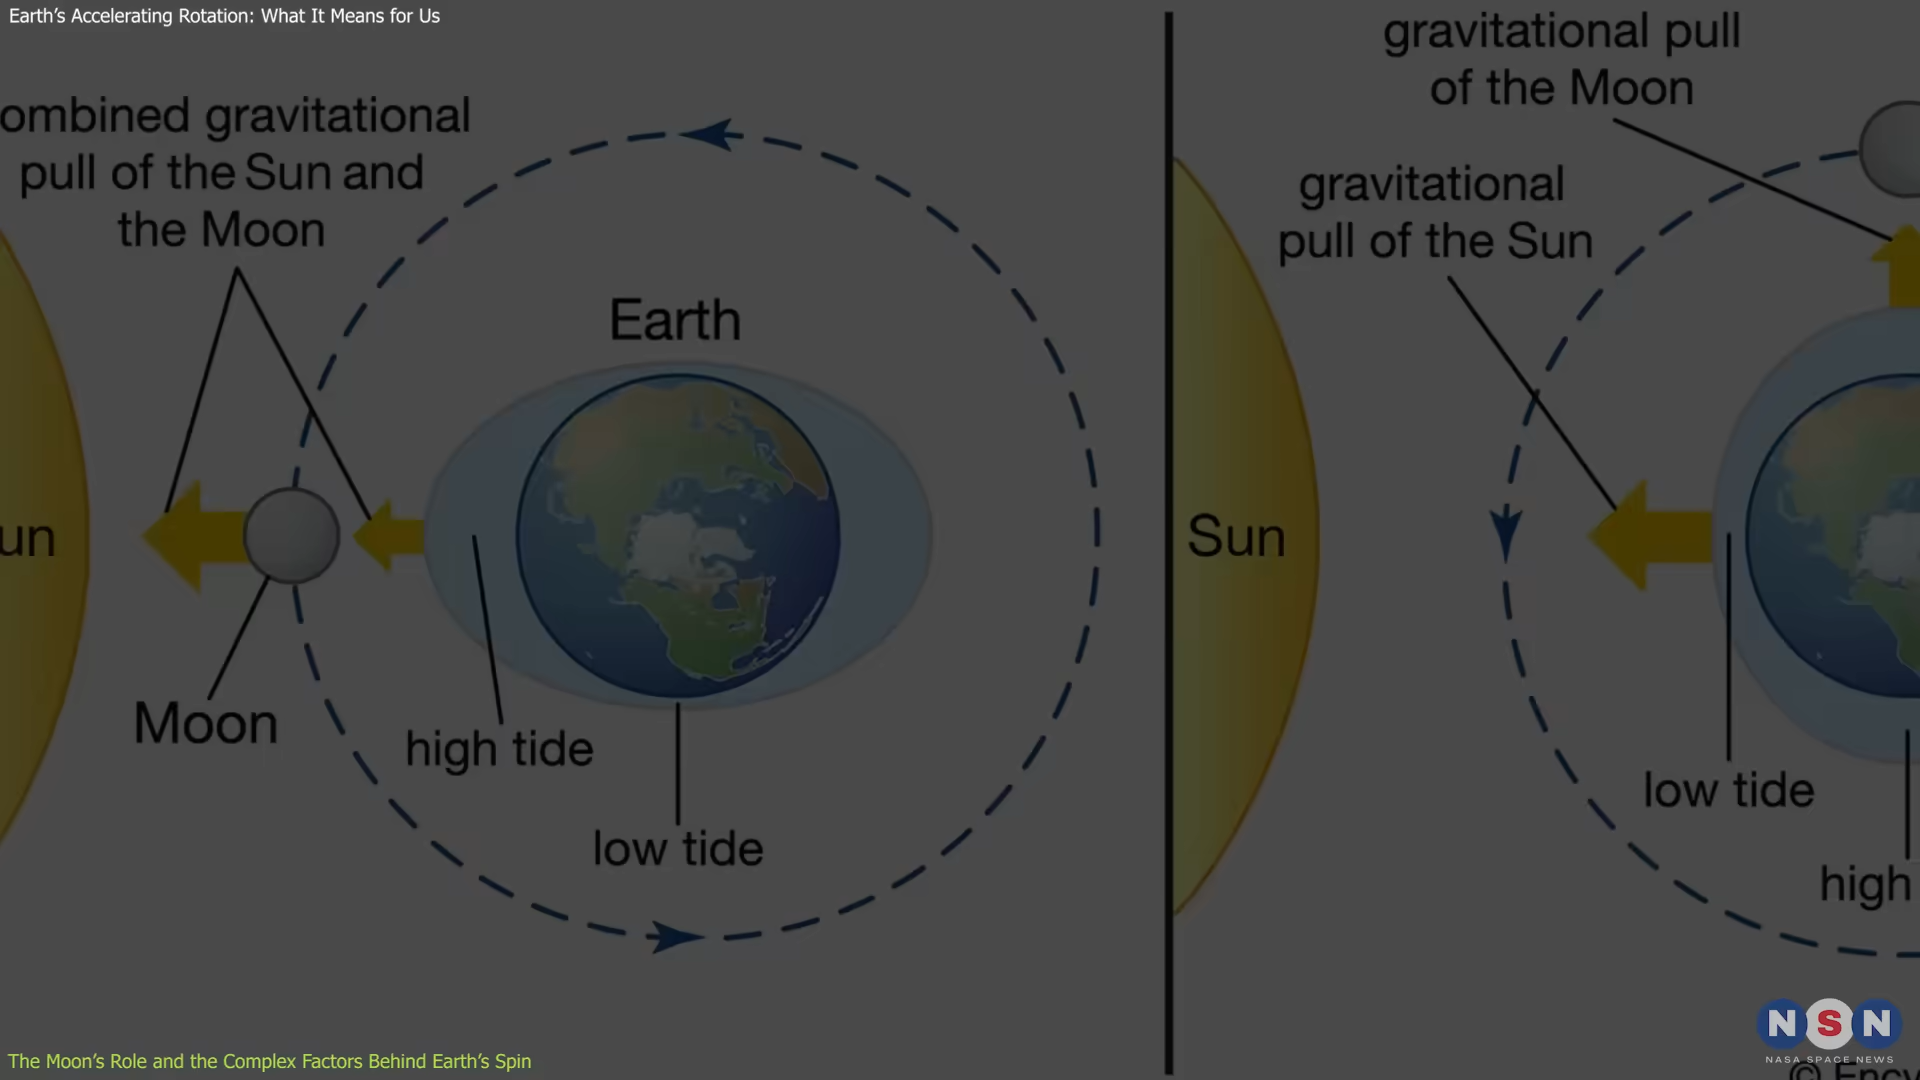 Earth's Accelerating Rotation: What It Means for Us
ombined gravitational
pull of the Sun and
the Moon
Earth
un
Moon
high tide
low tide
gravitational pull
of the Moon
gravitational
pull of the Sun
Sun
low tide
high
The Moon's Role and the Complex Factors Behind Earth's Spin
NSN
NASA SPACE NEWS
© Ency